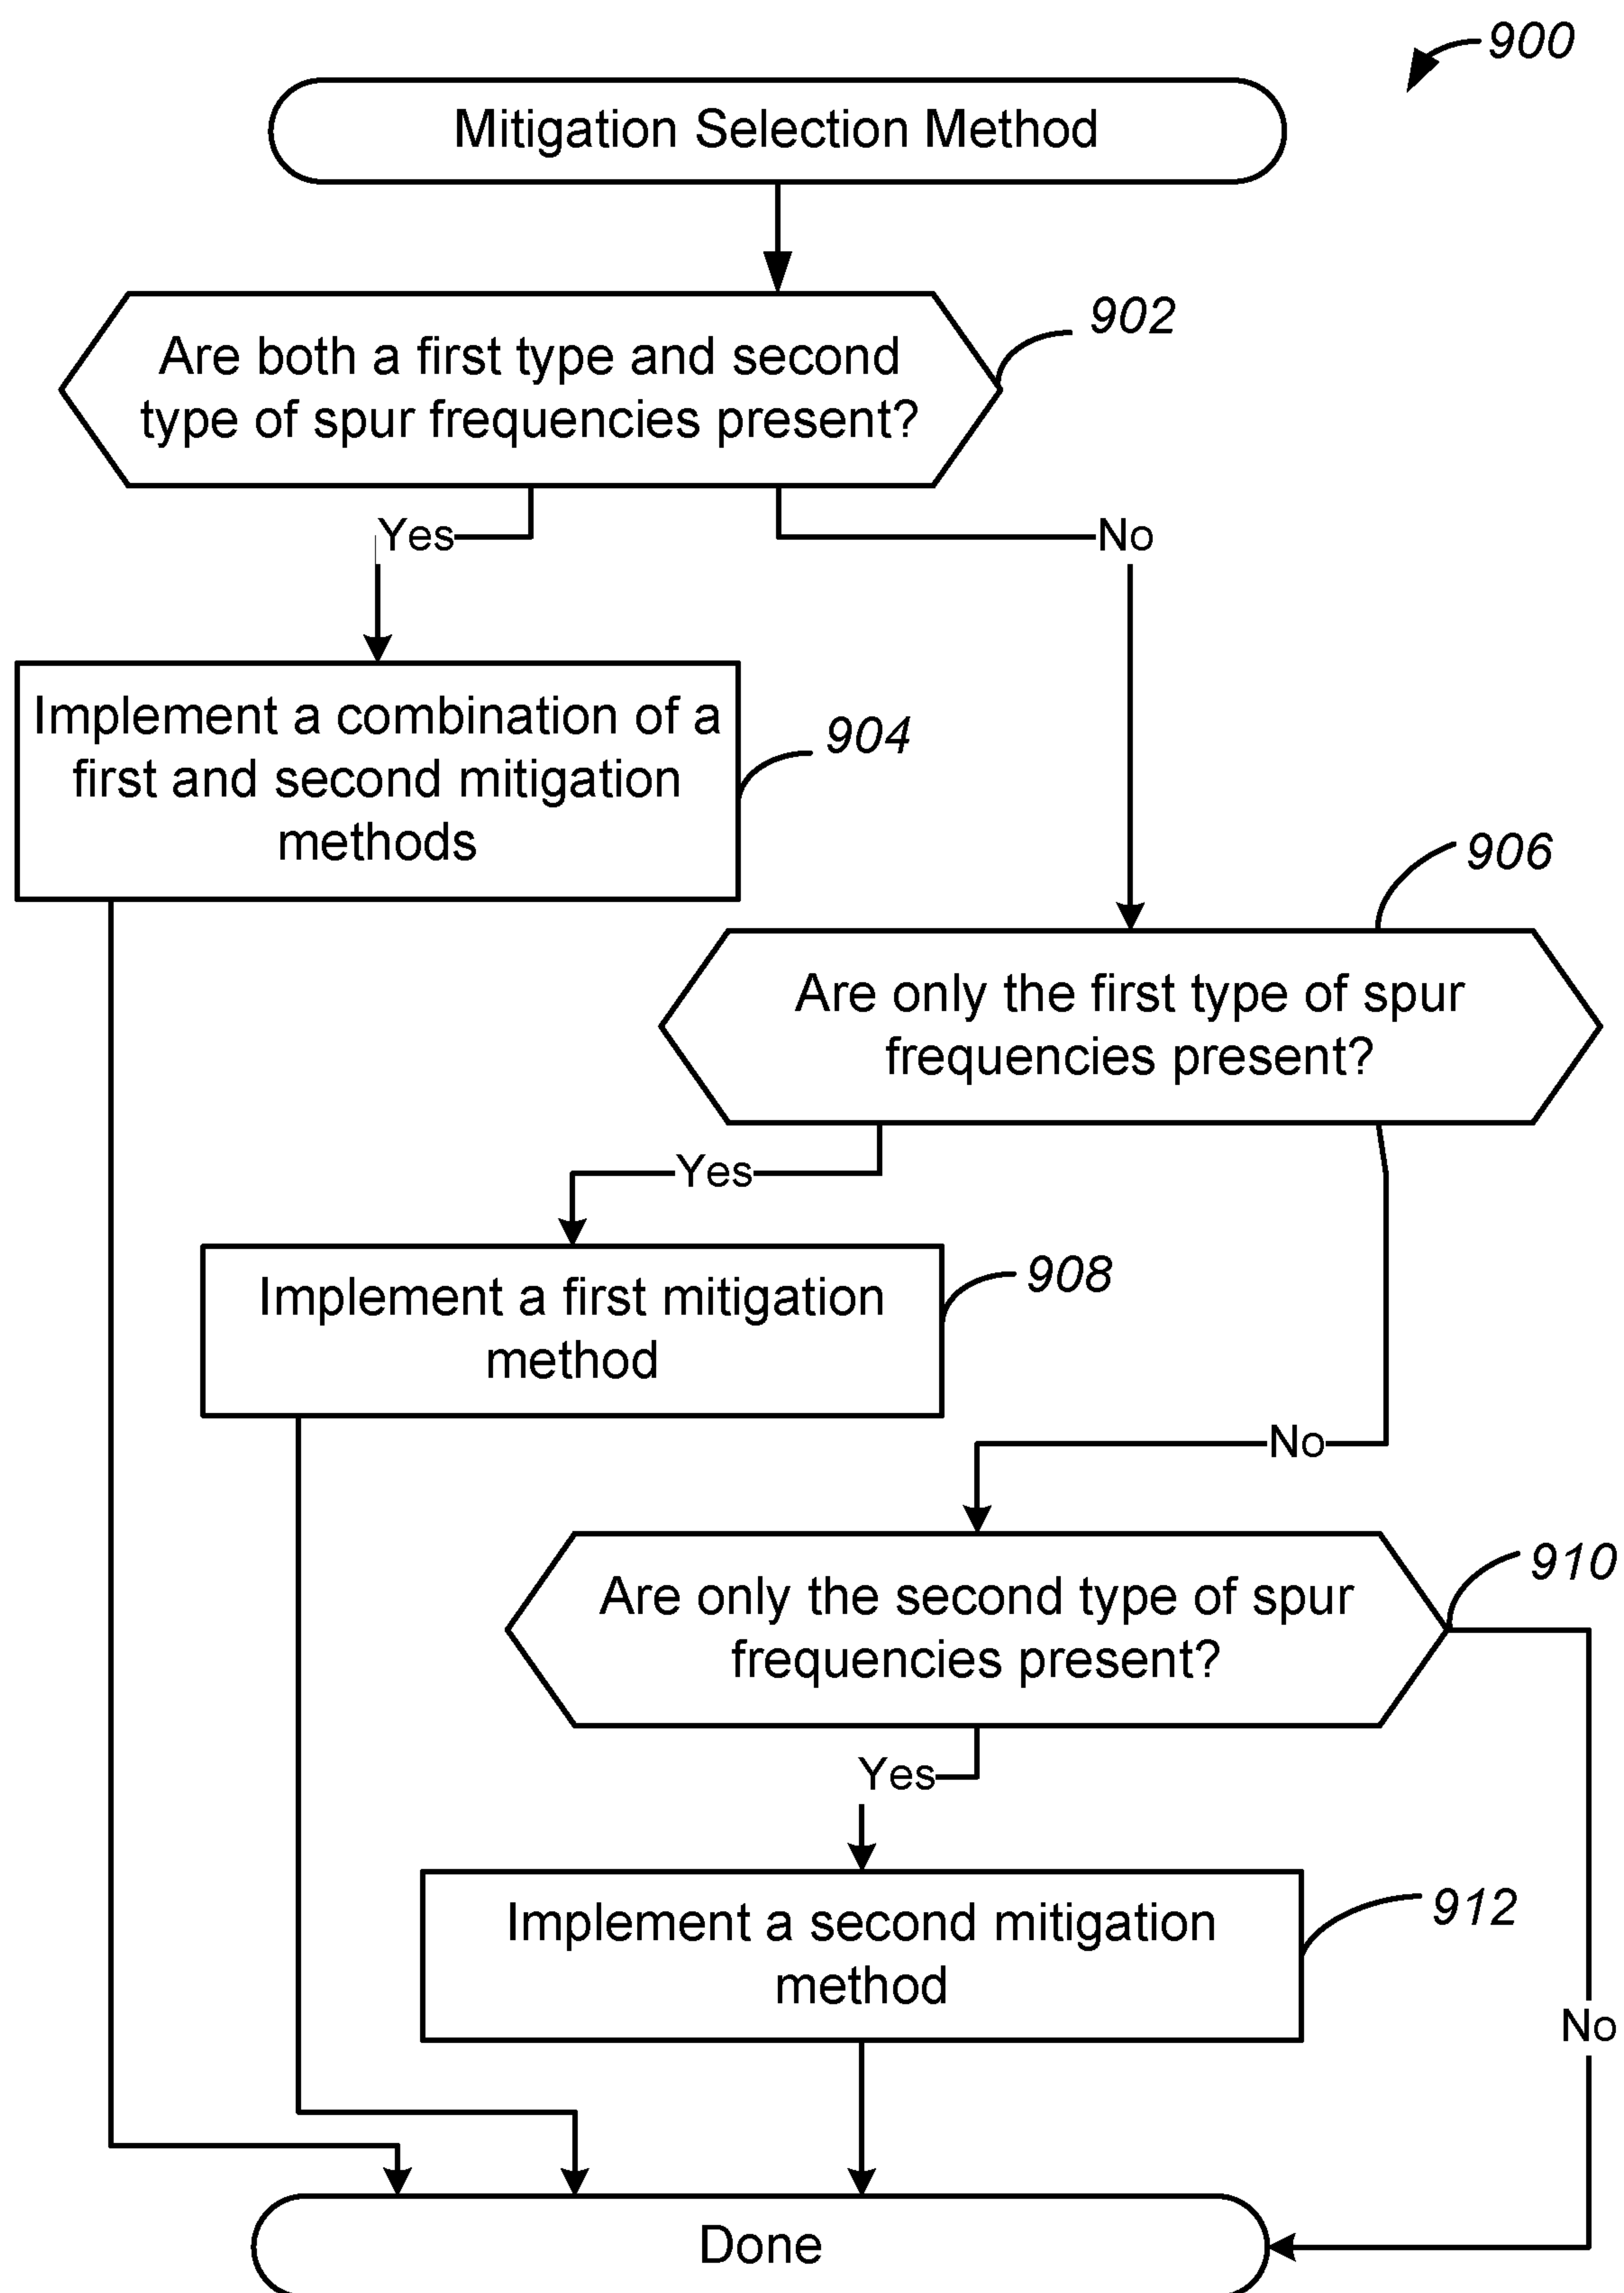 900
Mitigation Selection Method
902
Are both a first type and second
type of spur frequencies present?
Yes
No
Implement a combination of a
first and second mitigation
methods
904
906
Are only the first type of spur
frequencies present?
Yes
Implement a first mitigation
method
908
No
910
Are only the second type of spur
frequencies present?
Yes
Implement a second mitigation
method
912
No
Done